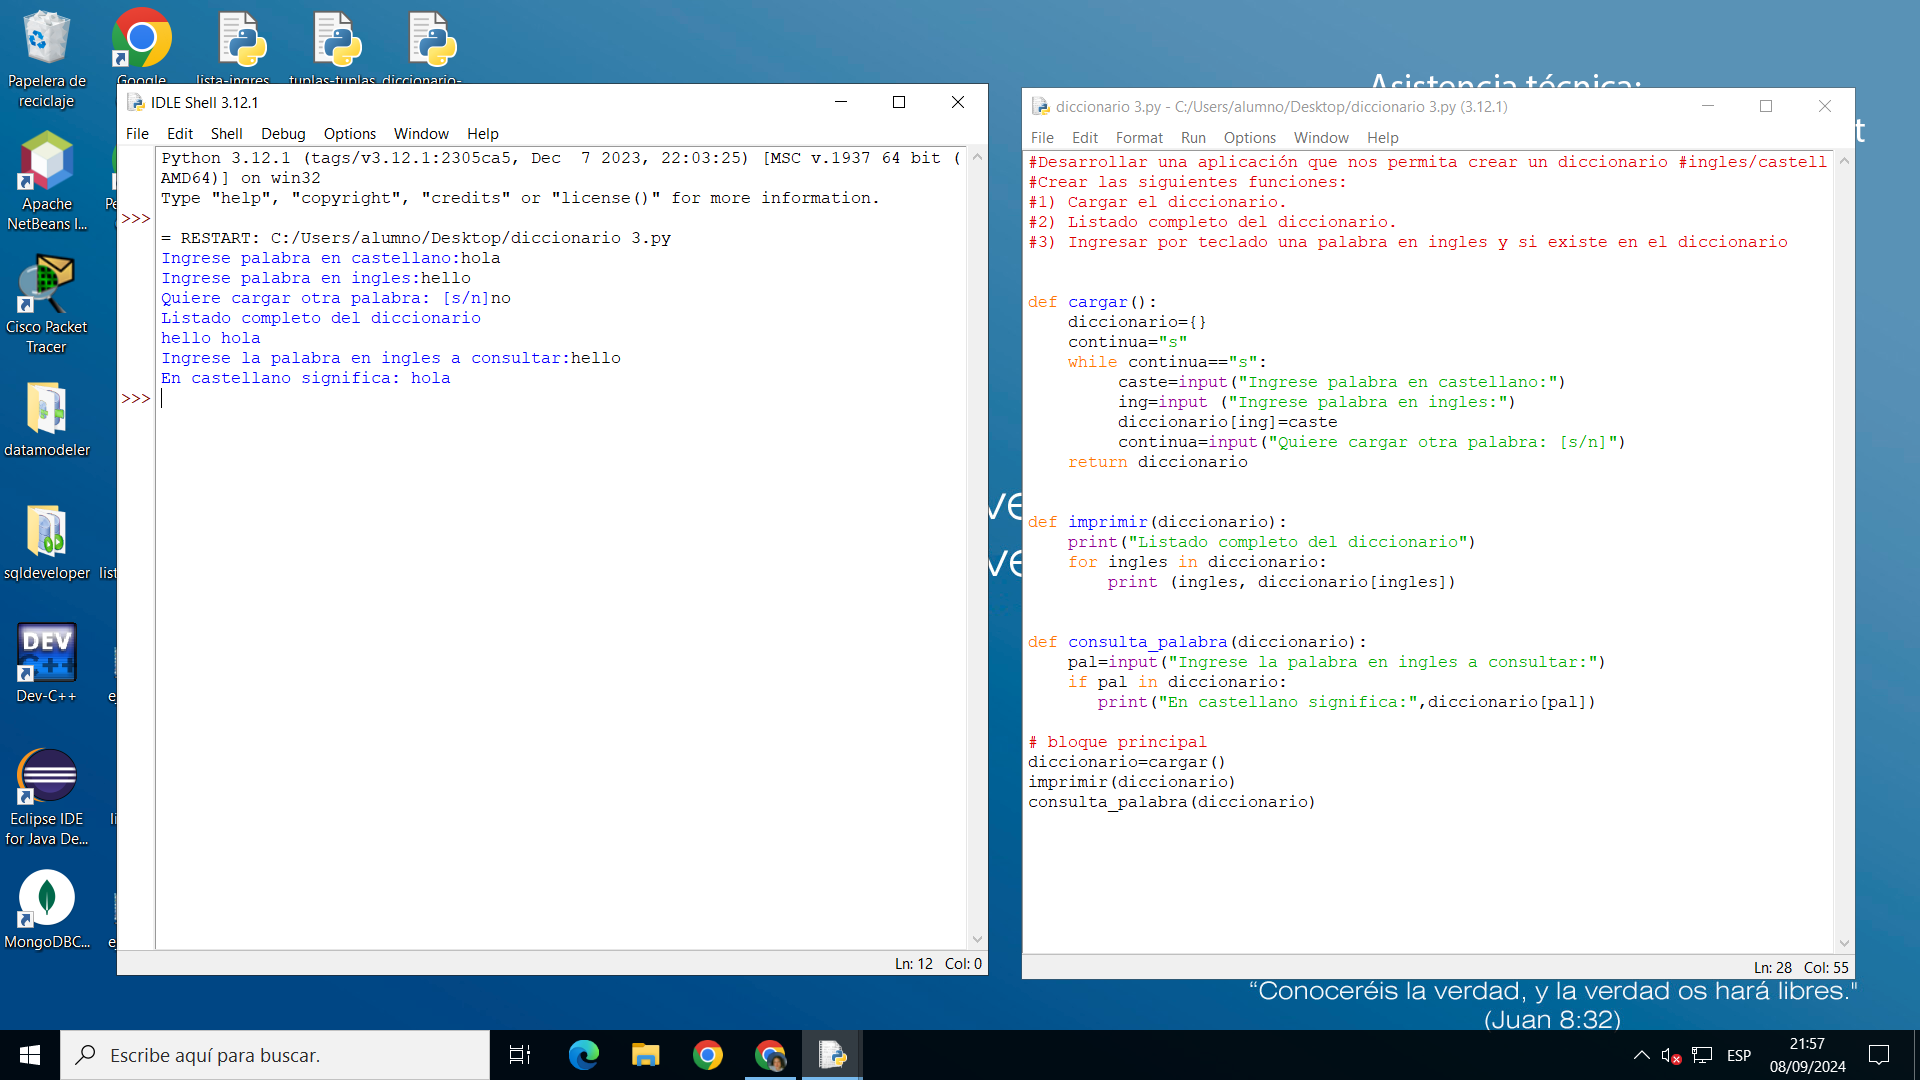 Papelera de
reciclaje
Google
lista-ingres
tuplas-tuplas
diccionario-
Asistencia técnica:
Apache
NetBeans I...
Cisco Packet
Tracer
datamodeler
sqldeveloper
Dev-C++
Eclipse IDE
for Java De...
MongoDBC...
IDLE Shell 3.12.1
File Edit Shell Debug Options Window Help
Python 3.12.1 (tags/v3.12.1:2305ca5, Dec  7 2023, 22:03:25) [MSC v.1937 64 bit (
AMD64)] on win32
Type "help", "copyright", "credits" or "license()" for more information.
>>>
= RESTART: C:/Users/alumno/Desktop/diccionario 3.py
Ingrese palabra en castellano:hola
Ingrese palabra en ingles:hello
Quiere cargar otra palabra: [s/n]no
Listado completo del diccionario
hello hola
Ingrese la palabra en ingles a consultar:hello
En castellano significa: hola
>>>
Ln: 12 Col: 0
diccionario 3.py - C:/Users/alumno/Desktop/diccionario 3.py (3.12.1)
File Edit Format Run Options Window Help
#Desarrollar una aplicación que nos permita crear un diccionario #ingles/castell
#Crear las siguientes funciones:
#1) Cargar el diccionario.
#2) Listado completo del diccionario.
#3) Ingresar por teclado una palabra en ingles y si existe en el diccionario
def cargar():
    diccionario={}
    continua="s"
    while continua=="s":
         caste=input("Ingrese palabra en castellano:")
         ing=input ("Ingrese palabra en ingles:")
         diccionario[ing]=caste
         continua=input("Quiere cargar otra palabra: [s/n]")
    return diccionario
def imprimir(diccionario):
    print("Listado completo del diccionario")
    for ingles in diccionario:
        print (ingles, diccionario[ingles])
def consulta_palabra(diccionario):
    pal=input("Ingrese la palabra en ingles a consultar:")
    if pal in diccionario:
       print("En castellano significa:",diccionario[pal])
# bloque principal
diccionario=cargar()
imprimir(diccionario)
consulta_palabra(diccionario)
Ln: 28 Col: 55
“Conoceréis la verdad, y la verdad os hará libres."
(Juan 8:32)
Escribe aquí para buscar.
ESP
21:57
08/09/2024